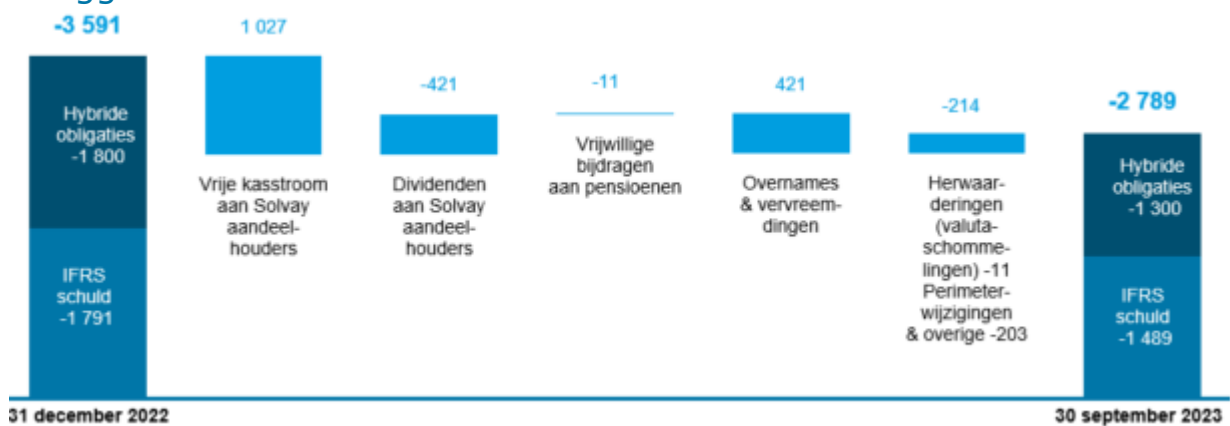 -3 591
Hybride
obligaties
-1 800
IFRS
schuld
-1 791
31 december 2022
1 027
Vrije kasstroom
aan Solvay
aandeel-
houders
-421
Dividenden
aan Solvay
aandeel-
houders
-11
Vrijwillige
bijdragen
aan pensioenen
421
Overnames
& vervreem-
dingen
-214
Herwaar-
deringen
(valuta-
schomme-
lingen) -11
Perimeter-
wijzigingen
& overige -203
-2 789
Hybride
obligaties
-1 300
IFRS
schuld
-1 489
30 september 2023